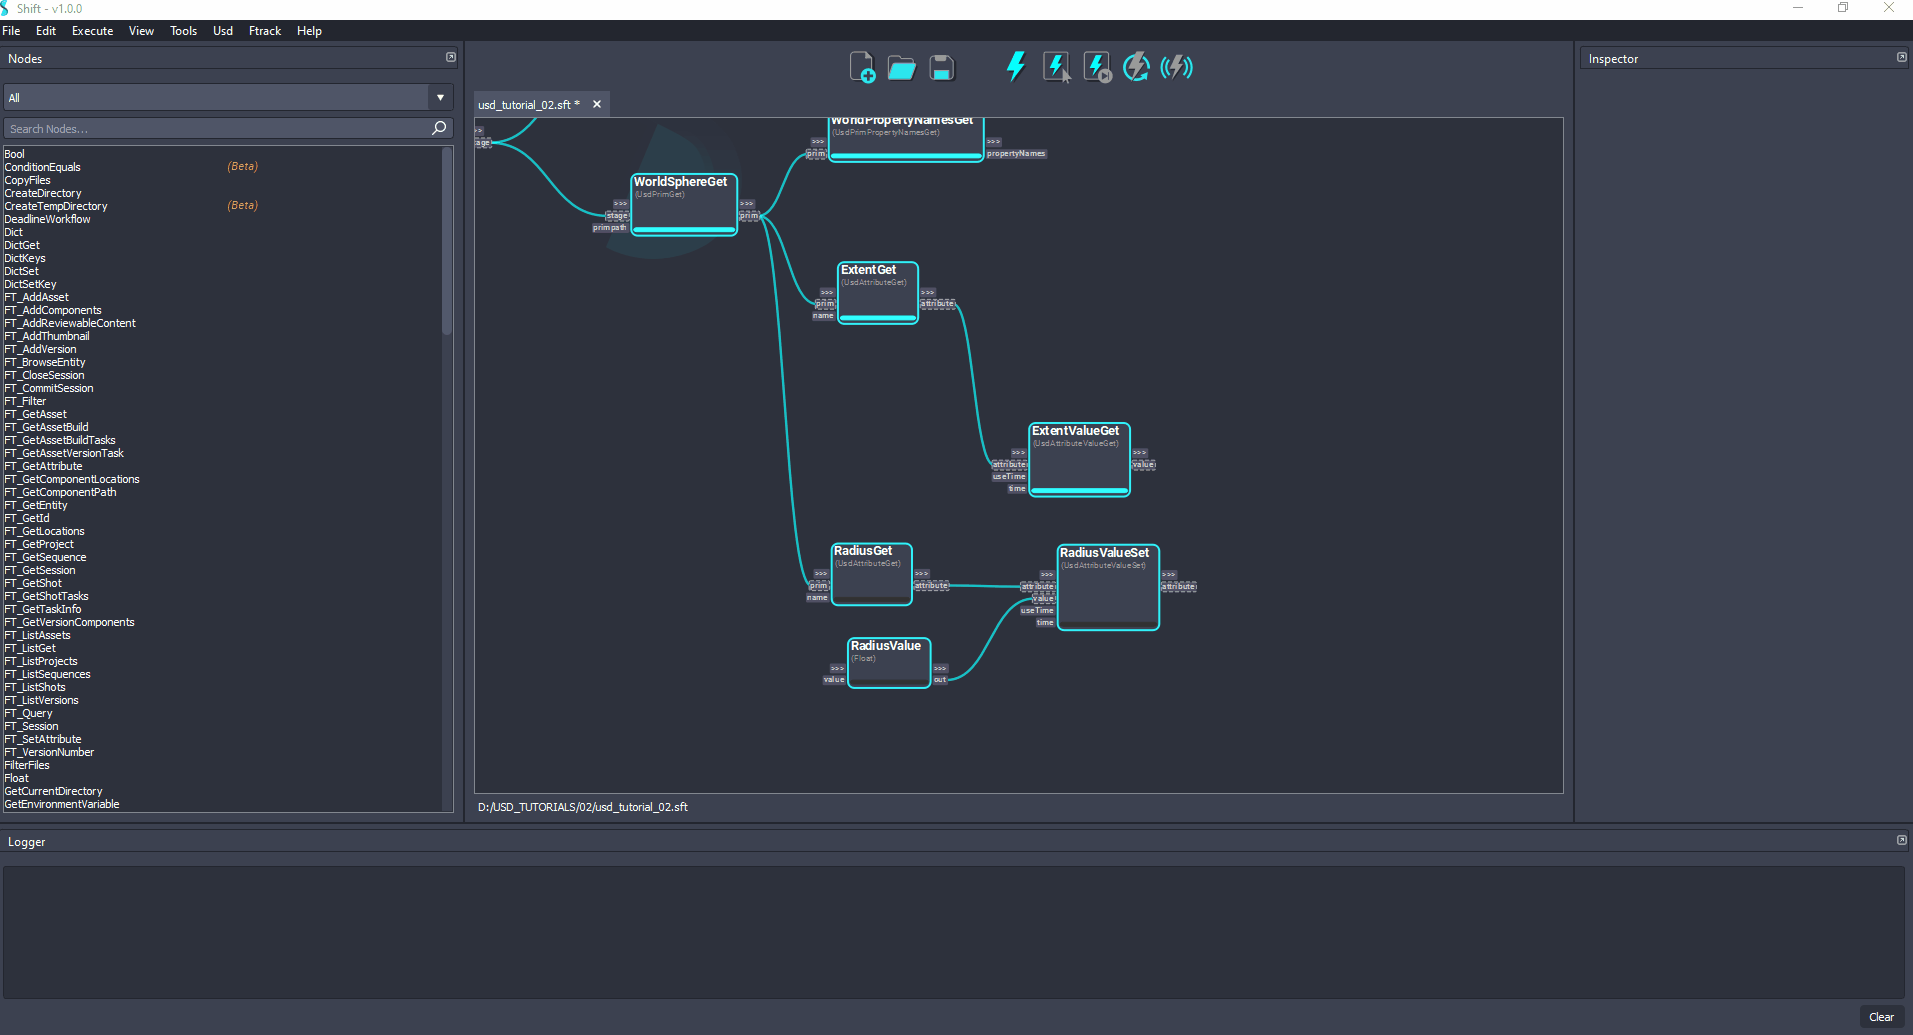 Shift - v1.0.0
File Edit Execute View Tools Usd Ftrack Help
Nodes
All
Search Nodes...
Bool
ConditionEquals (Beta)
CopyFiles
CreateDirectory
CreateTempDirectory (Beta)
DeadlineWorkflow
Dict
DictGet
DictKeys
DictSet
DictSetKey
FT_AddAsset
FT_AddComponents
FT_AddReviewableContent
FT_AddThumbnail
FT_AddVersion
FT_BrowseEntity
FT_CloseSession
FT_CommitSession
FT_Filter
FT_GetAsset
FT_GetAssetBuild
FT_GetAssetBuildTasks
FT_GetAssetVersionTask
FT_GetAttribute
FT_GetComponentLocations
FT_GetComponentPath
FT_GetEntity
FT_GetId
FT_GetLocations
FT_GetProject
FT_GetSequence
FT_GetSession
FT_GetShot
FT_GetShotTasks
FT_GetTaskInfo
FT_GetVersionComponents
FT_ListAssets
FT_ListGet
FT_ListProjects
FT_ListSequences
FT_ListShots
FT_ListVersions
FT_Query
FT_Session
FT_SetAttribute
FT_VersionNumber
FilterFiles
Float
GetCurrentDirectory
GetEnvironmentVariable
usd_tutorial_02.sft *
>>
age
WorldPropertyNamesGet
(UsdPrimPropertyNamesGet)
>>> >>>
prim propertyNames
WorldSphereGet
(UsdPrimGet)
>>> >>>
stage prim
primpath
ExtentGet
(UsdAttributeGet)
>>> >>>
prim attribute
name
ExtentValueGet
(UsdAttributeValueGet)
>>> >>>
attribute value
useTime
time
RadiusGet
(UsdAttributeGet)
>>> >>>
prim attribute
name
RadiusValueSet
(UsdAttributeValueSet)
>>> >>>
attribute attribute
value
useTime
time
RadiusValue
(Float)
>>> >>>
value out
D:/USD_TUTORIALS/02/usd_tutorial_02.sft
Inspector
Logger
Clear